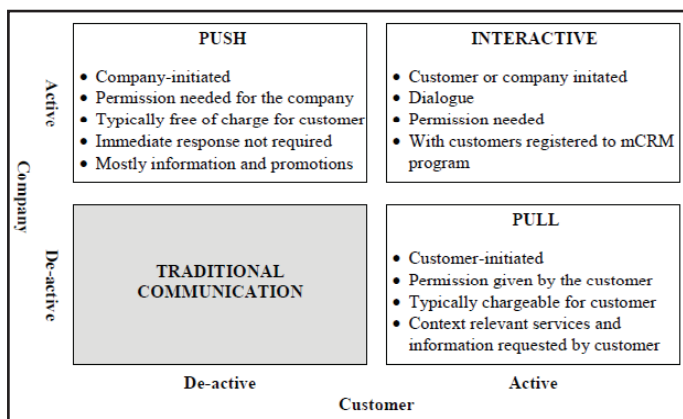 PUSH
• Company-initiated
• Permission needed for the company
• Typically free of charge for customer
• Immediate response not required
• Mostly information and promotions
INTERACTIVE
• Customer or company initated
• Dialogue
• Permission needed
• With customers registered to mCRM
program
Active
Company
De-active
TRADITIONAL
COMMUNICATION
PULL
• Customer-initiated
• Permission given by the customer
• Typically chargeable for customer
• Context relevant services and
information requested by customer
De-active
Active
Customer